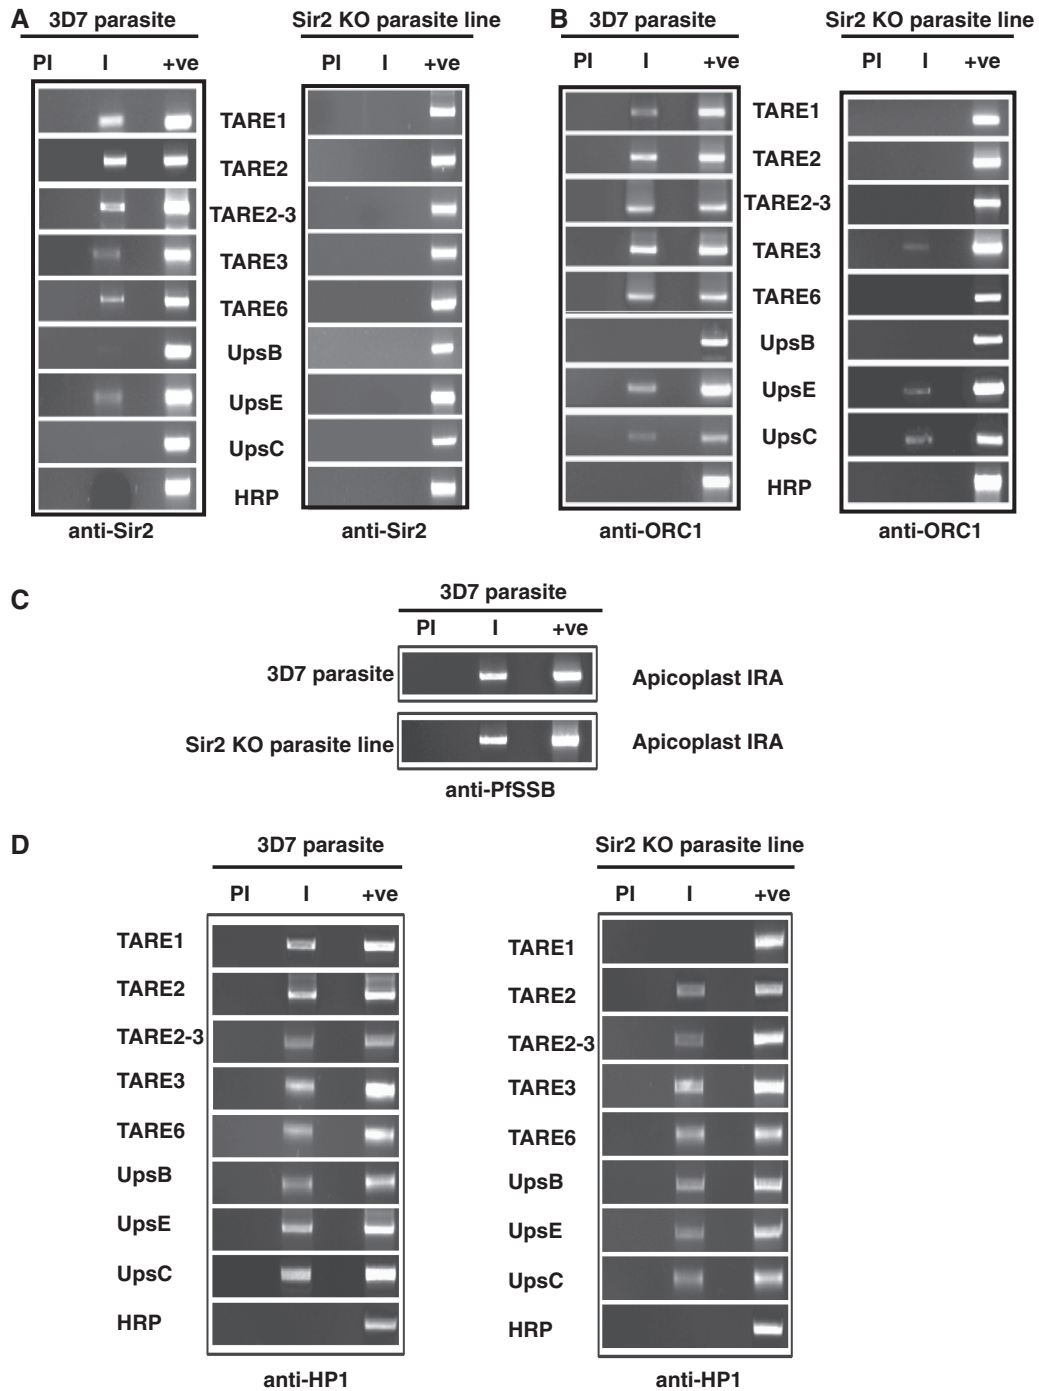 A
3D7 parasite
Sir2 KO parasite line
PI I +ve
PI I +ve
TARE1
TARE2
TARE2-3
TARE3
TARE6
UpsB
UpsE
UpsC
HRP
anti-Sir2
anti-Sir2
B
3D7 parasite
Sir2 KO parasite line
PI I +ve
PI I +ve
TARE1
TARE2
TARE2-3
TARE3
TARE6
UpsB
UpsE
UpsC
HRP
anti-ORC1
anti-ORC1
C
3D7 parasite
PI I +ve
3D7 parasite
Apicoplast IRA
Sir2 KO parasite line
Apicoplast IRA
anti-PfSSB
D
3D7 parasite
PI I +ve
TARE1
TARE2
TARE2-3
TARE3
TARE6
UpsB
UpsE
UpsC
HRP
anti-HP1
Sir2 KO parasite line
PI I +ve
TARE1
TARE2
TARE2-3
TARE3
TARE6
UpsB
UpsE
UpsC
HRP
anti-HP1